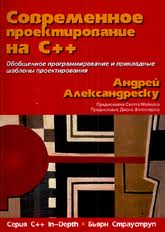 Современное
проектирование
на C++
Обобщенное программирование и прикладные
шаблоны проектирования
Андрей
Александреску
Предисловие Скотта Мейерса
Предисловие Джона Влиссидеса
Серия C++ In-Depth • Бьярн Страуструп